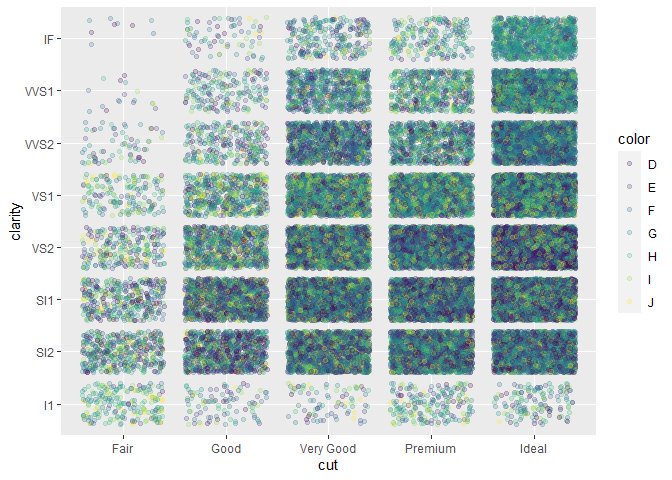 IF
VVS1
VVS2
VS1
VS2
SI1
SI2
I1
clarity
Fair Good Very Good Premium Ideal
cut
color
D
E
F
G
H
I
J